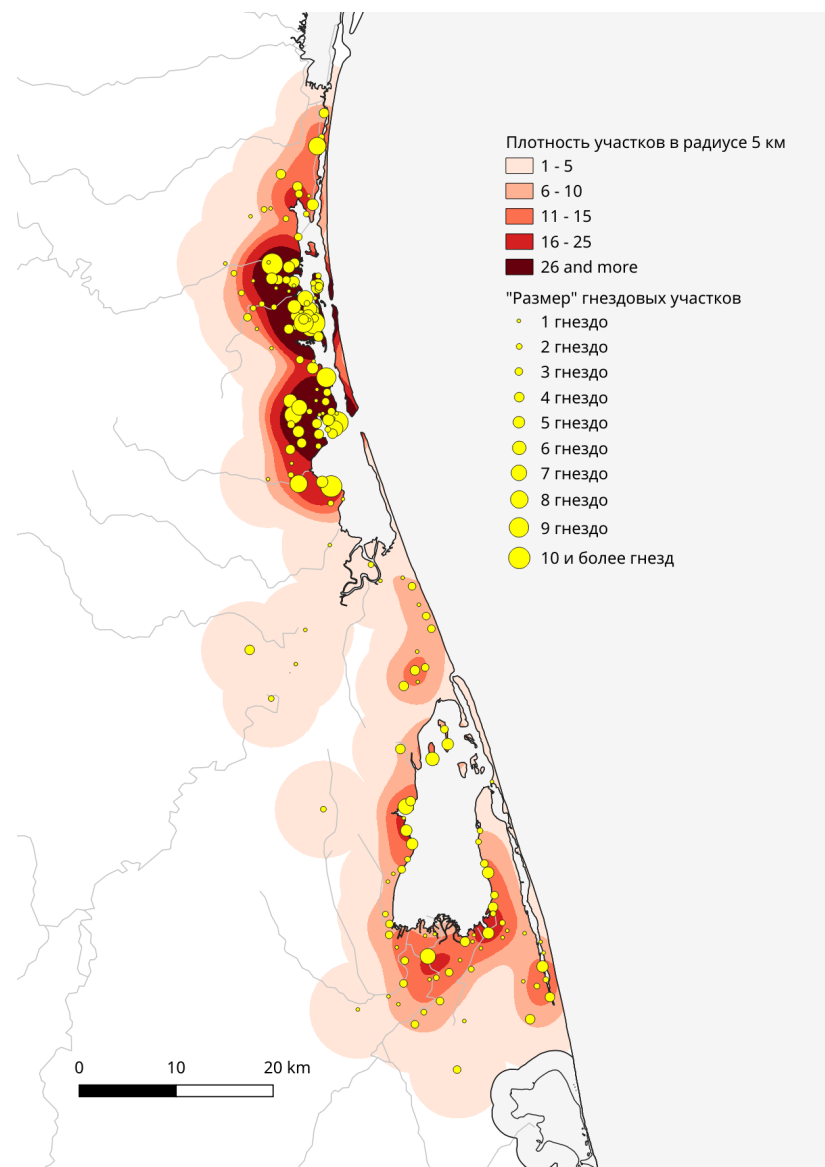 Плотность участков в радиусе 5 км
1 - 5
6 - 10
11 - 15
16 - 25
26 and more
"Размер" гнездовых участков
1 гнездо
2 гнездо
3 гнездо
4 гнездо
5 гнездо
6 гнездо
7 гнездо
8 гнездо
9 гнездо
10 и более гнезд
0 10 20 km